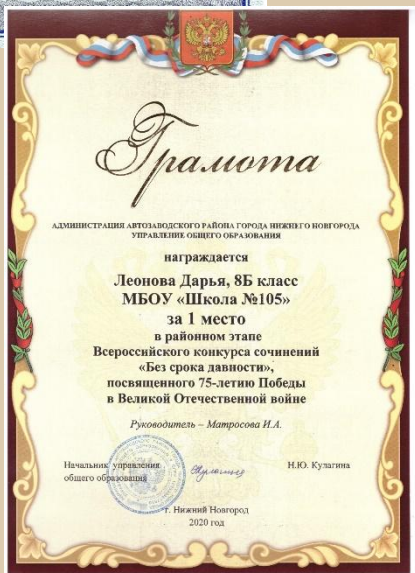 Грамота
АДМИНИСТРАЦИЯ АВТОЗАВОДСКОГО РАЙОНА ГОРОДА НИЖНЕГО НОВГОРОДА
УПРАВЛЕНИЕ ОБЩЕГО ОБРАЗОВАНИЯ
награждается
Леонова Дарья, 8Б класс
МБОУ «Школа №105»
за 1 место
в районном этапе
Всероссийского конкурса сочинений
«Без срока давности»,
посвященного 75-летию Победы
в Великой Отечественной войне
Руководитель – Матросова И.А.
Начальник управления
общего образования
Н.Ю. Кулагина
г. Нижний Новгород
2020 год